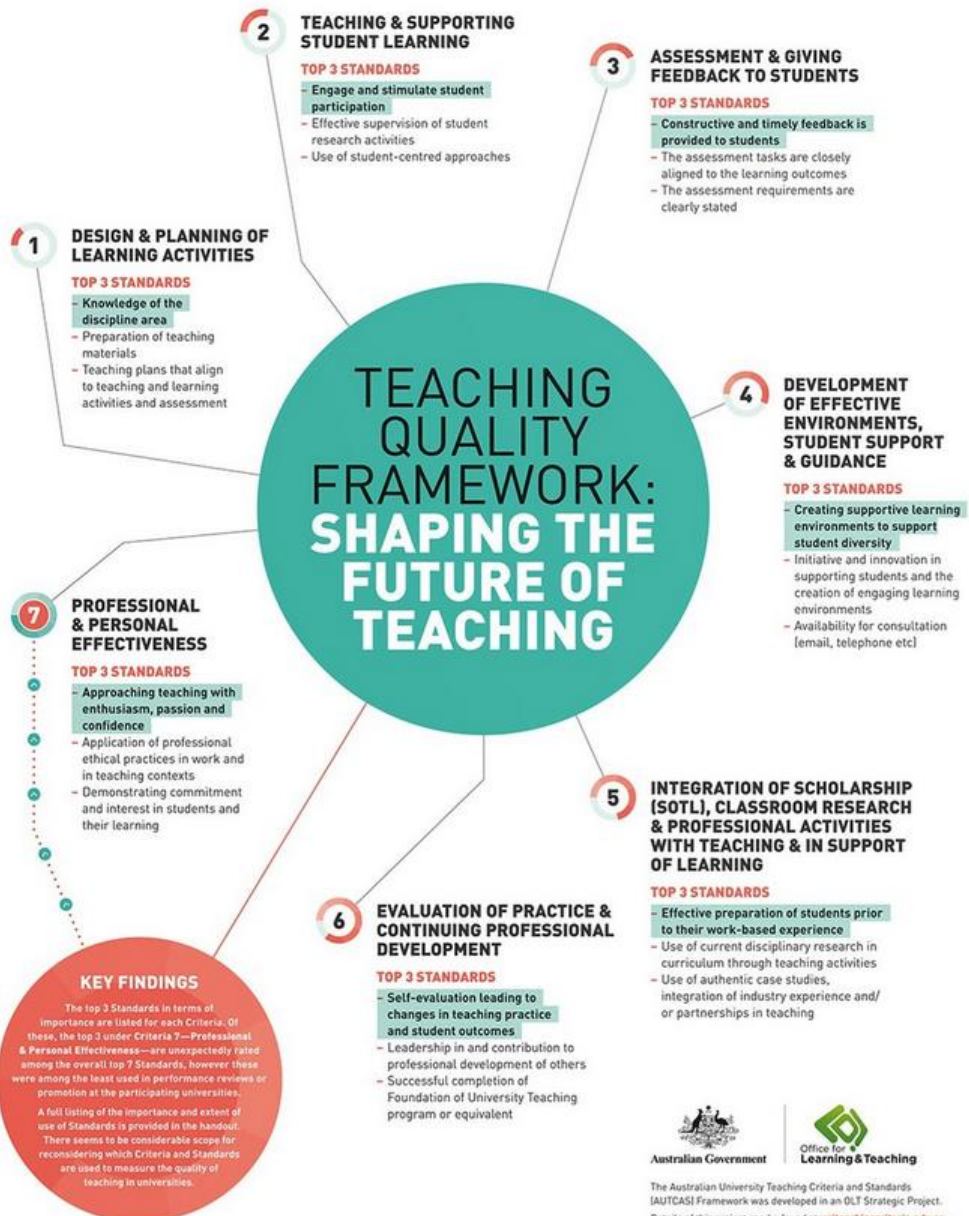 TEACHING
QUALITY
FRAMEWORK:
SHAPING THE
FUTURE OF
TEACHING
1
DESIGN & PLANNING OF
LEARNING ACTIVITIES
TOP 3 STANDARDS
– Knowledge of the
discipline area
– Preparation of teaching
materials
– Teaching plans that align
to teaching and learning
activities and assessment
2
TEACHING & SUPPORTING
STUDENT LEARNING
TOP 3 STANDARDS
– Engage and stimulate student
participation
– Effective supervision of student
research activities
– Use of student-centred approaches
3
ASSESSMENT & GIVING
FEEDBACK TO STUDENTS
TOP 3 STANDARDS
– Constructive and timely feedback is
provided to students
– The assessment tasks are closely
aligned to the learning outcomes
– The assessment requirements are
clearly stated
4
DEVELOPMENT
OF EFFECTIVE
ENVIRONMENTS,
STUDENT SUPPORT
& GUIDANCE
TOP 3 STANDARDS
– Creating supportive learning
environments to support
student diversity
– Initiative and innovation in
supporting students and the
creation of engaging learning
environments
– Availability for consultation
(email, telephone etc)
5
INTEGRATION OF SCHOLARSHIP
(SOTL), CLASSROOM RESEARCH
& PROFESSIONAL ACTIVITIES
WITH TEACHING & IN SUPPORT
OF LEARNING
TOP 3 STANDARDS
– Effective preparation of students prior
to their work-based experience
– Use of current disciplinary research in
curriculum through teaching activities
– Use of authentic case studies,
integration of industry experience and/
or partnerships in teaching
6
EVALUATION OF PRACTICE &
CONTINUING PROFESSIONAL
DEVELOPMENT
TOP 3 STANDARDS
– Self-evaluation leading to
changes in teaching practice
and student outcomes
– Leadership in and contribution to
professional development of others
– Successful completion of
Foundation of University Teaching
program or equivalent
7
PROFESSIONAL
& PERSONAL
EFFECTIVENESS
TOP 3 STANDARDS
– Approaching teaching with
enthusiasm, passion and
confidence
– Application of professional
ethical practices in work and
in teaching contexts
– Demonstrating commitment
and interest in students and
their learning
KEY FINDINGS
The top 3 Standards in terms of
importance are listed for each Criteria. Of
these, the top 3 under Criteria 7—Professional
& Personal Effectiveness—are unexpectedly rated
among the overall top 7 Standards, however these
were among the least used in performance reviews or
promotion at the participating universities.
A full listing of the importance and extent of
use of Standards is provided in the handout.
There seems to be considerable scope for
reconsidering which Criteria and Standards
are used to measure the quality of
teaching in universities.
Australian Government
Office for
Learning & Teaching
The Australian University Teaching Criteria and Standards
(AUTCAS) Framework was developed in an OLT Strategic Project.